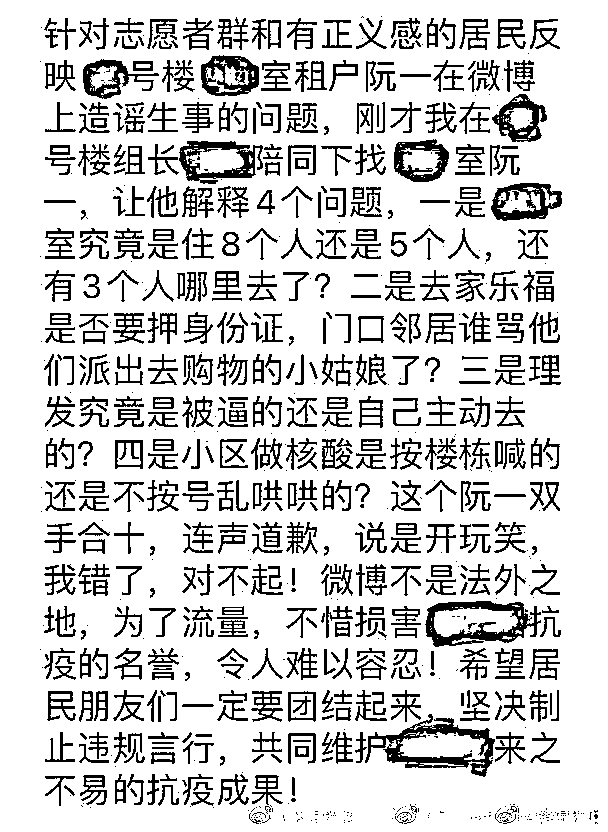 针对志愿者群和有正义感的居民反
映 号楼 室租户阮一在微博
上造谣生事的问题，刚才我在
号楼组长 陪同下找 室阮
一，让他解释4个问题，一是
室究竟是住8个人还是5个人，还
有3个人哪里去了？二是去家乐福
是否要押身份证，门口邻居谁骂他
们派出去购物的小姑娘了？三是理
发究竟是被逼的还是自己主动去
的？四是小区做核酸是按楼栋喊的
还是不按号乱哄哄的？这个阮一双
手合十，连声道歉，说是开玩笑，
我错了，对不起！微博不是法外之
地，为了流量，不惜损害 抗
疫的名誉，令人难以容忍！希望居
民朋友们一定要团结起来，坚决制
止违规言行，共同维护 来之
不易的抗疫成果！